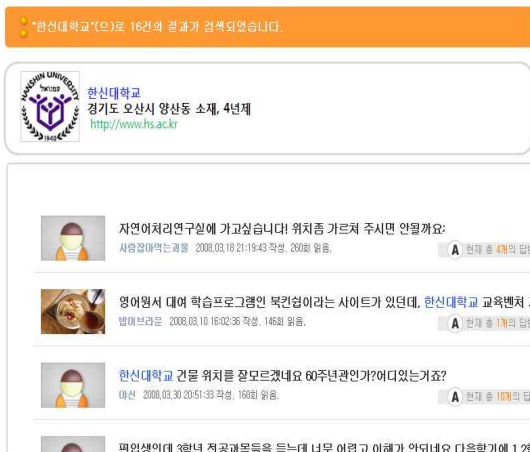 "한신대학교"(으)로 16건의 결과가 검색되었습니다.
HANSHIN UNIVERSITY
1940
한신대학교
경기도 오산시 양산동 소재, 4년제
http://www.hs.ac.kr
자연어처리연구실에 가고싶습니다! 위치좀 가르쳐 주시면 안될까요
사람잡아먹는괴물 2008,03,18 21:19:43 작성. 260회 읽음.
A 현재 총 4개의 답변
영어원서 대여 학습프로그램인 북킨쉽이라는 사이트가 있던데, 한신대학교 교육벤처
밤비브라운 2008,03,10 16:02:36 작성. 146회 읽음.
A 현재 총 1개의 답변
한신대학교 건물 위치를 잘모르겠네요 60주년관인가?어디있는거죠?
야신 2008,03,30 20:51:33 작성. 168회 읽음.
A 현재 총 10개의 답
편입생인데 3학년 전공과목들을 듣는데 너무 어렵고 이해가 안되네요 다음학기에 1,2